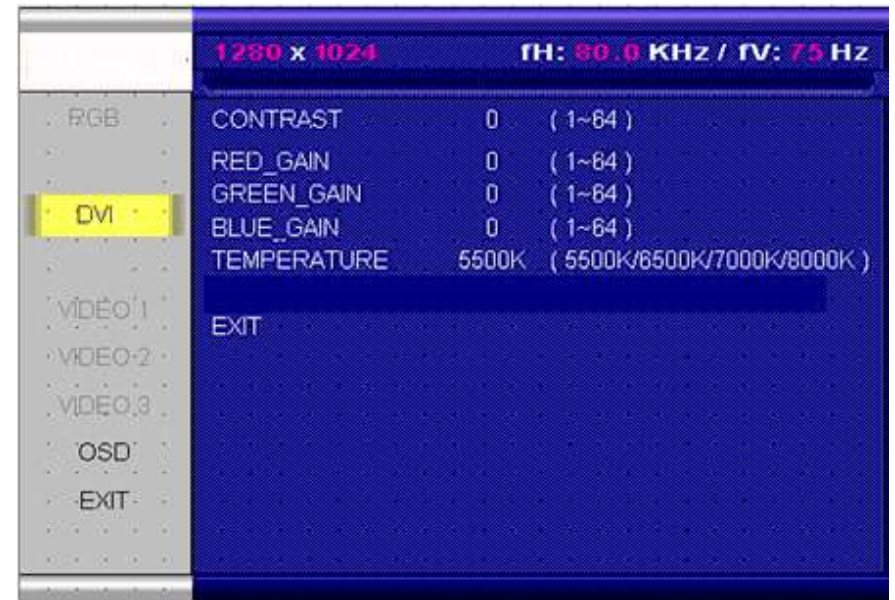 1280 x 1024 fH: 80.0 KHz / fV: 75 Hz
RGB
DVI
VIDEO 1
VIDEO 2
VIDEO 3
OSD
EXIT
CONTRAST 0 ( 1~64 )
RED_GAIN 0 ( 1~64 )
GREEN_GAIN 0 ( 1~64 )
BLUE_GAIN 0 ( 1~64 )
TEMPERATURE 5500K ( 5500K/6500K/7000K/8000K )
EXIT